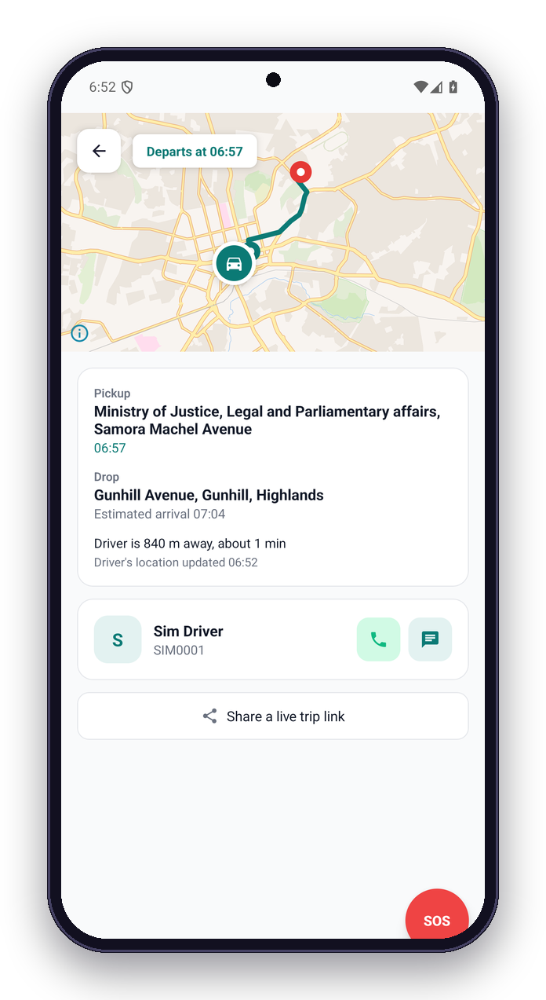 6:52
Departs at 06:57
Pickup
Ministry of Justice, Legal and Parliamentary affairs,
Samora Machel Avenue
06:57
Drop
Gunhill Avenue, Gunhill, Highlands
Estimated arrival 07:04
Driver is 840 m away, about 1 min
Driver's location updated 06:52
S
Sim Driver
SIM0001
Share a live trip link
SOS